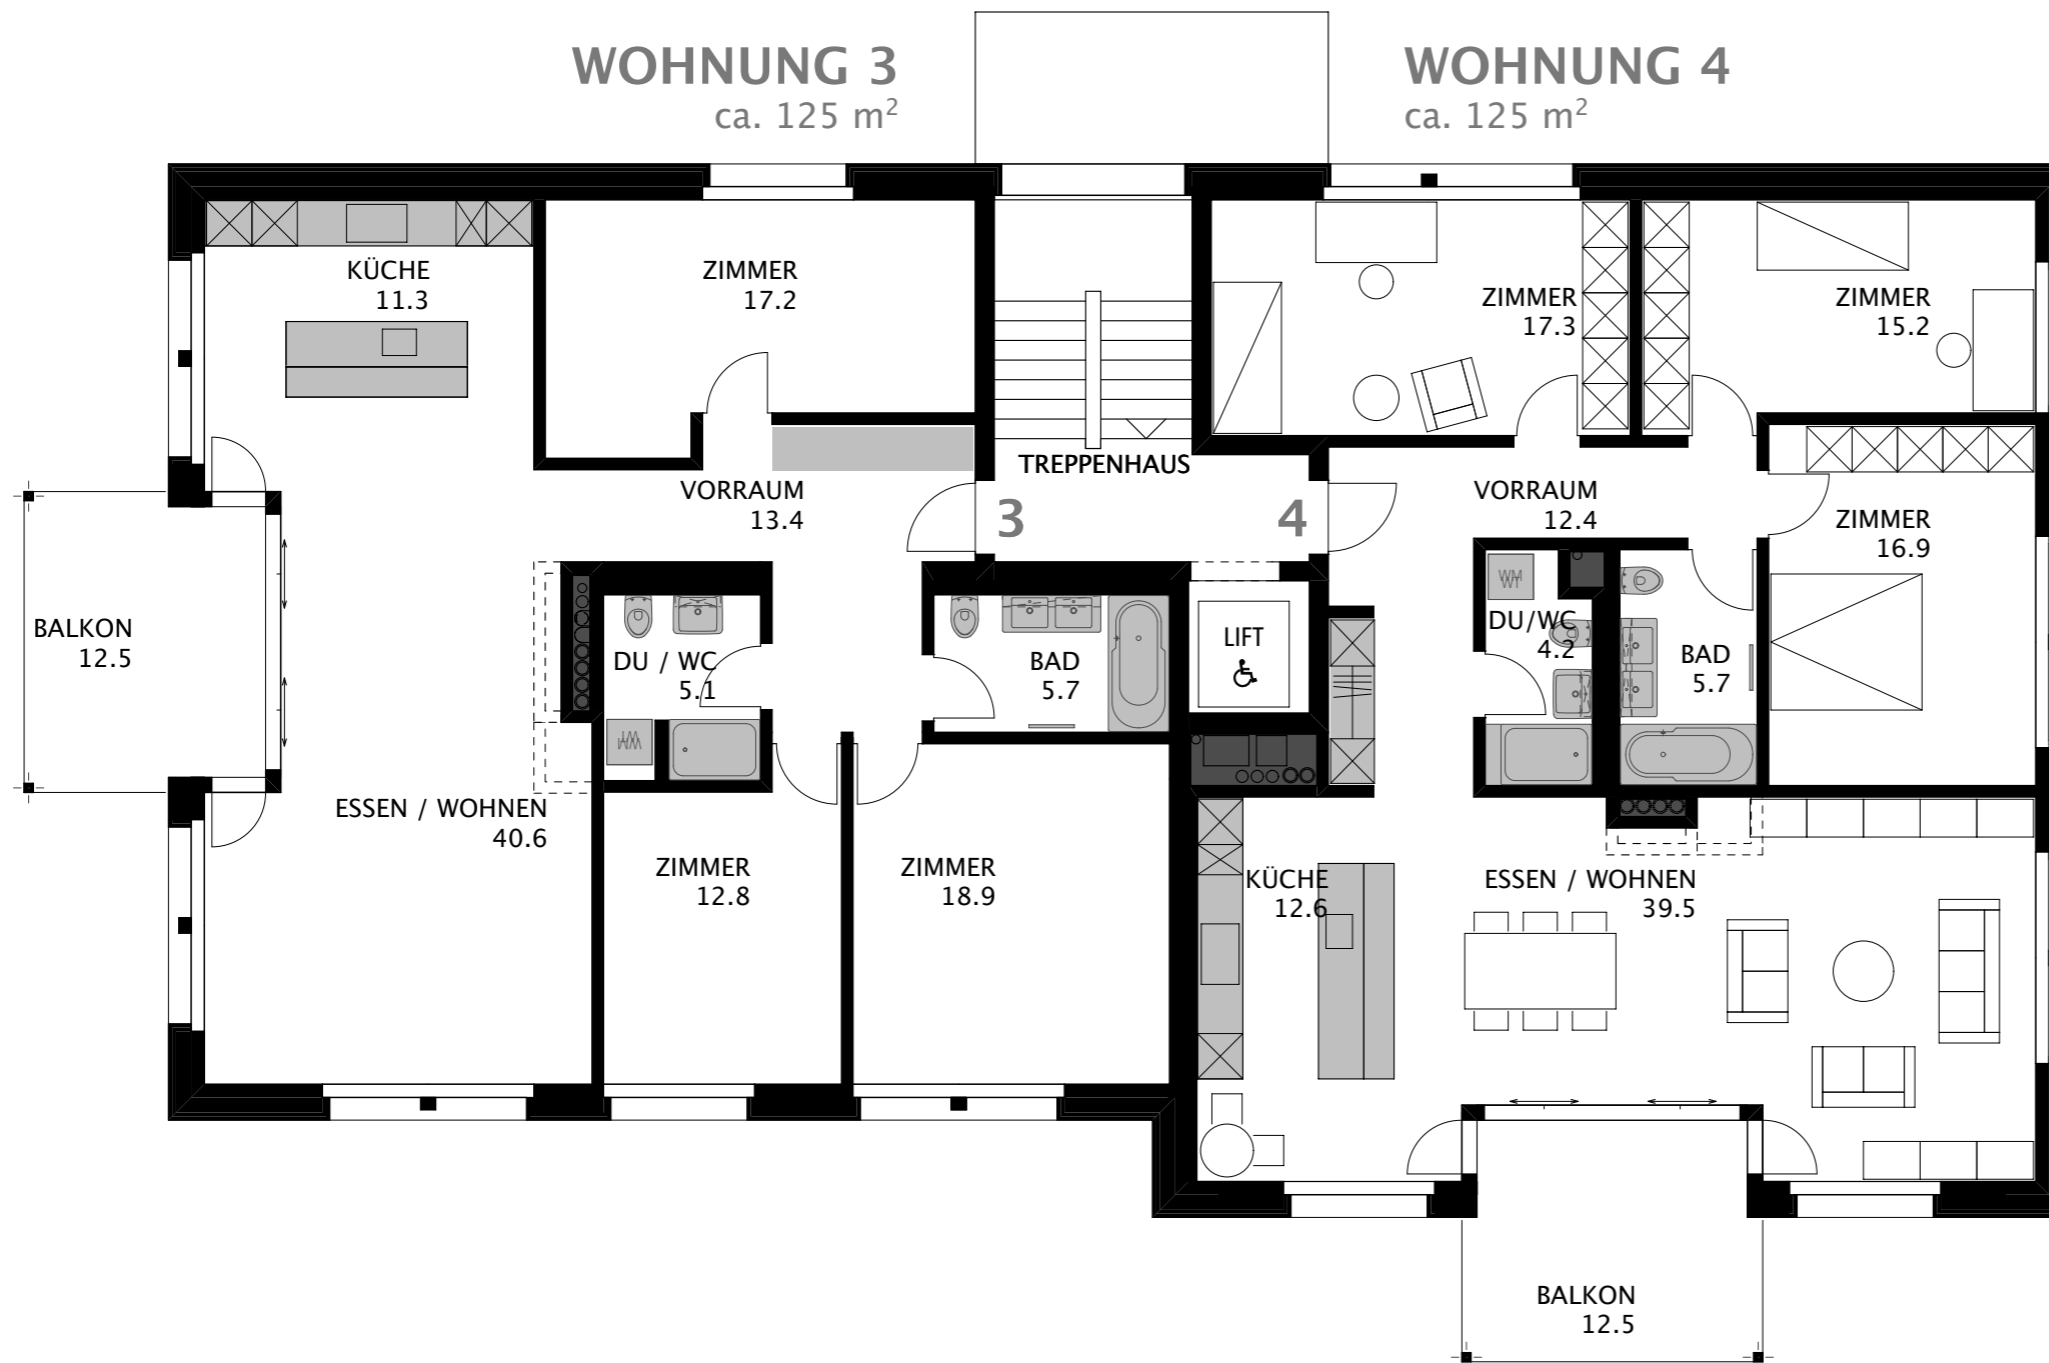 WOHNUNG 3
ca. 125 m²
WOHNUNG 4
ca. 125 m²
KÜCHE
11.3
ZIMMER
17.2
ZIMMER
17.3
ZIMMER
15.2
TREPPENHAUS
VORRAUM
13.4
3
4
VORRAUM
12.4
ZIMMER
16.9
BALKON
12.5
DU / WC
5.1
WM
WT
BAD
5.7
LIFT
WM
WT
DU/WC
4.2
BAD
5.7
ESSEN / WOHNEN
40.6
ZIMMER
12.8
ZIMMER
18.9
KÜCHE
12.6
ESSEN / WOHNEN
39.5
BALKON
12.5